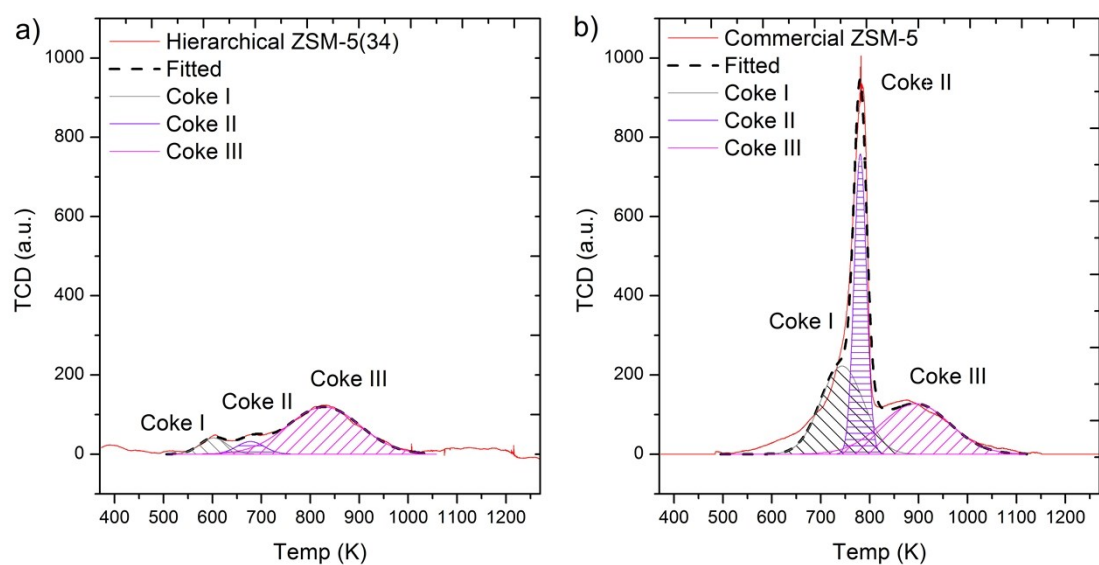 a)
Hierarchical ZSM-5(34)
Fitted
Coke I
Coke II
Coke III
1000
800
600
400
200
0
TCD (a.u.)
Coke I
Coke II
Coke III
400 500 600 700 800 900 1000 1100 1200
Temp (K)
b)
Commercial ZSM-5
Fitted
Coke I
Coke II
Coke III
1000
800
600
400
200
0
TCD (a.u.)
Coke II
Coke I
Coke III
400 500 600 700 800 900 1000 1100 1200
Temp (K)